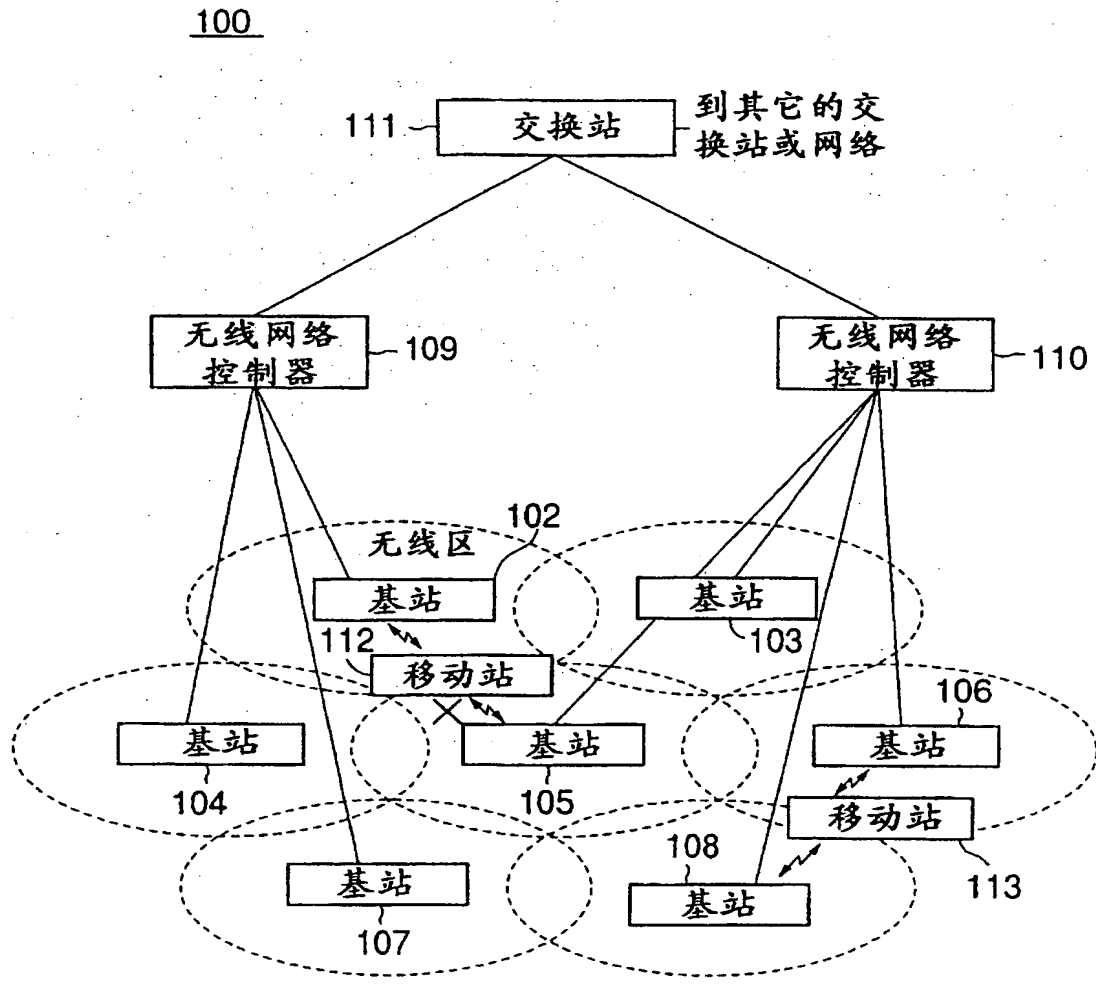 100
111
交换站
到其它的交
换站或网络
无线网络
控制器
109
无线网络
控制器
110
无线区
102
基站
基站
103
112
移动站
106
基站
104
基站
105
基站
移动站
113
108
基站
107
基站